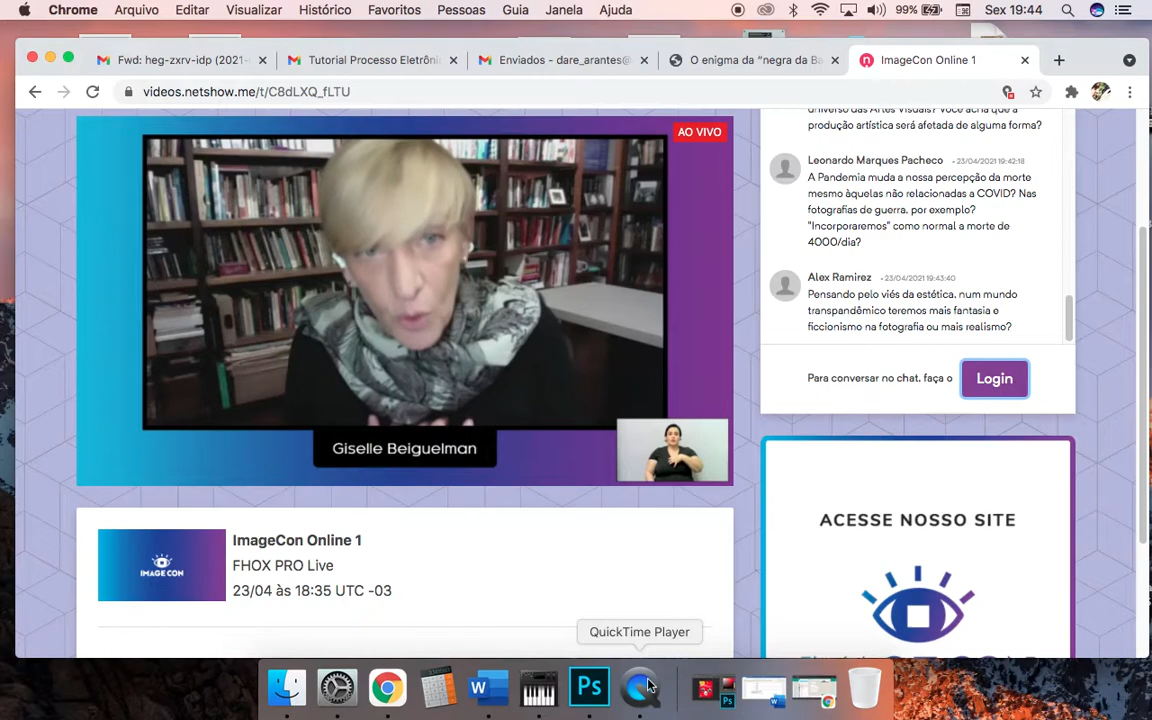 Chrome Arquivo Editar Visualizar Histórico Favoritos Pessoas Guia Janela Ajuda 99% Sex 19:44
Fwd: heg-zxrv-idp (2021- Tutorial Processo Eletrôni Enviados - dare_arantes@ O enigma da "negra da Ba ImageCon Online 1
videos.netshow.me/t/C8dLXQ_fLTU
AO VIVO
Giselle Beiguelman
universo das Artes Visuais? Você acha que a
produção artística será afetada de alguma forma?
Leonardo Marques Pacheco • 23/04/2021 19:42:18
A Pandemia muda a nossa percepção da morte
mesmo àquelas não relacionadas a COVID? Nas
fotografias de guerra, por exemplo?
"Incorporaremos" como normal a morte de
4000/dia?
Alex Ramirez • 23/04/2021 19:43:40
Pensando pelo viés da estética, num mundo
transpandêmico teremos mais fantasia e
ficcionismo na fotografia ou mais realismo?
Para conversar no chat, faça o Login
IMAGE CON
ImageCon Online 1
FHOX PRO Live
23/04 às 18:35 UTC -03
ACESSE NOSSO SITE
QuickTime Player
W
Ps
Ps
W